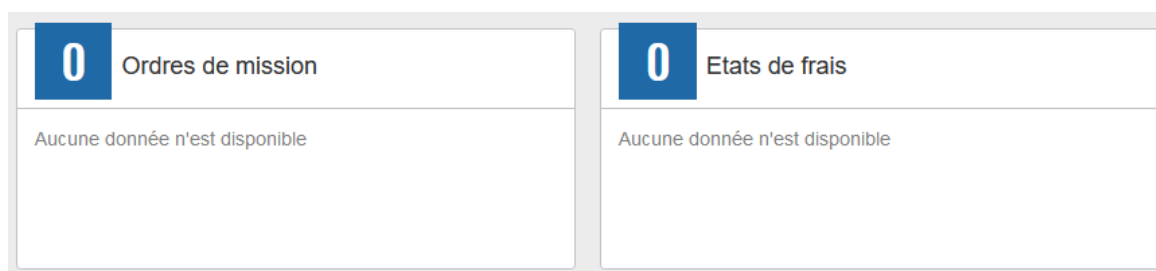 0 Ordres de mission
Aucune donnée n'est disponible
0 Etats de frais
Aucune donnée n'est disponible